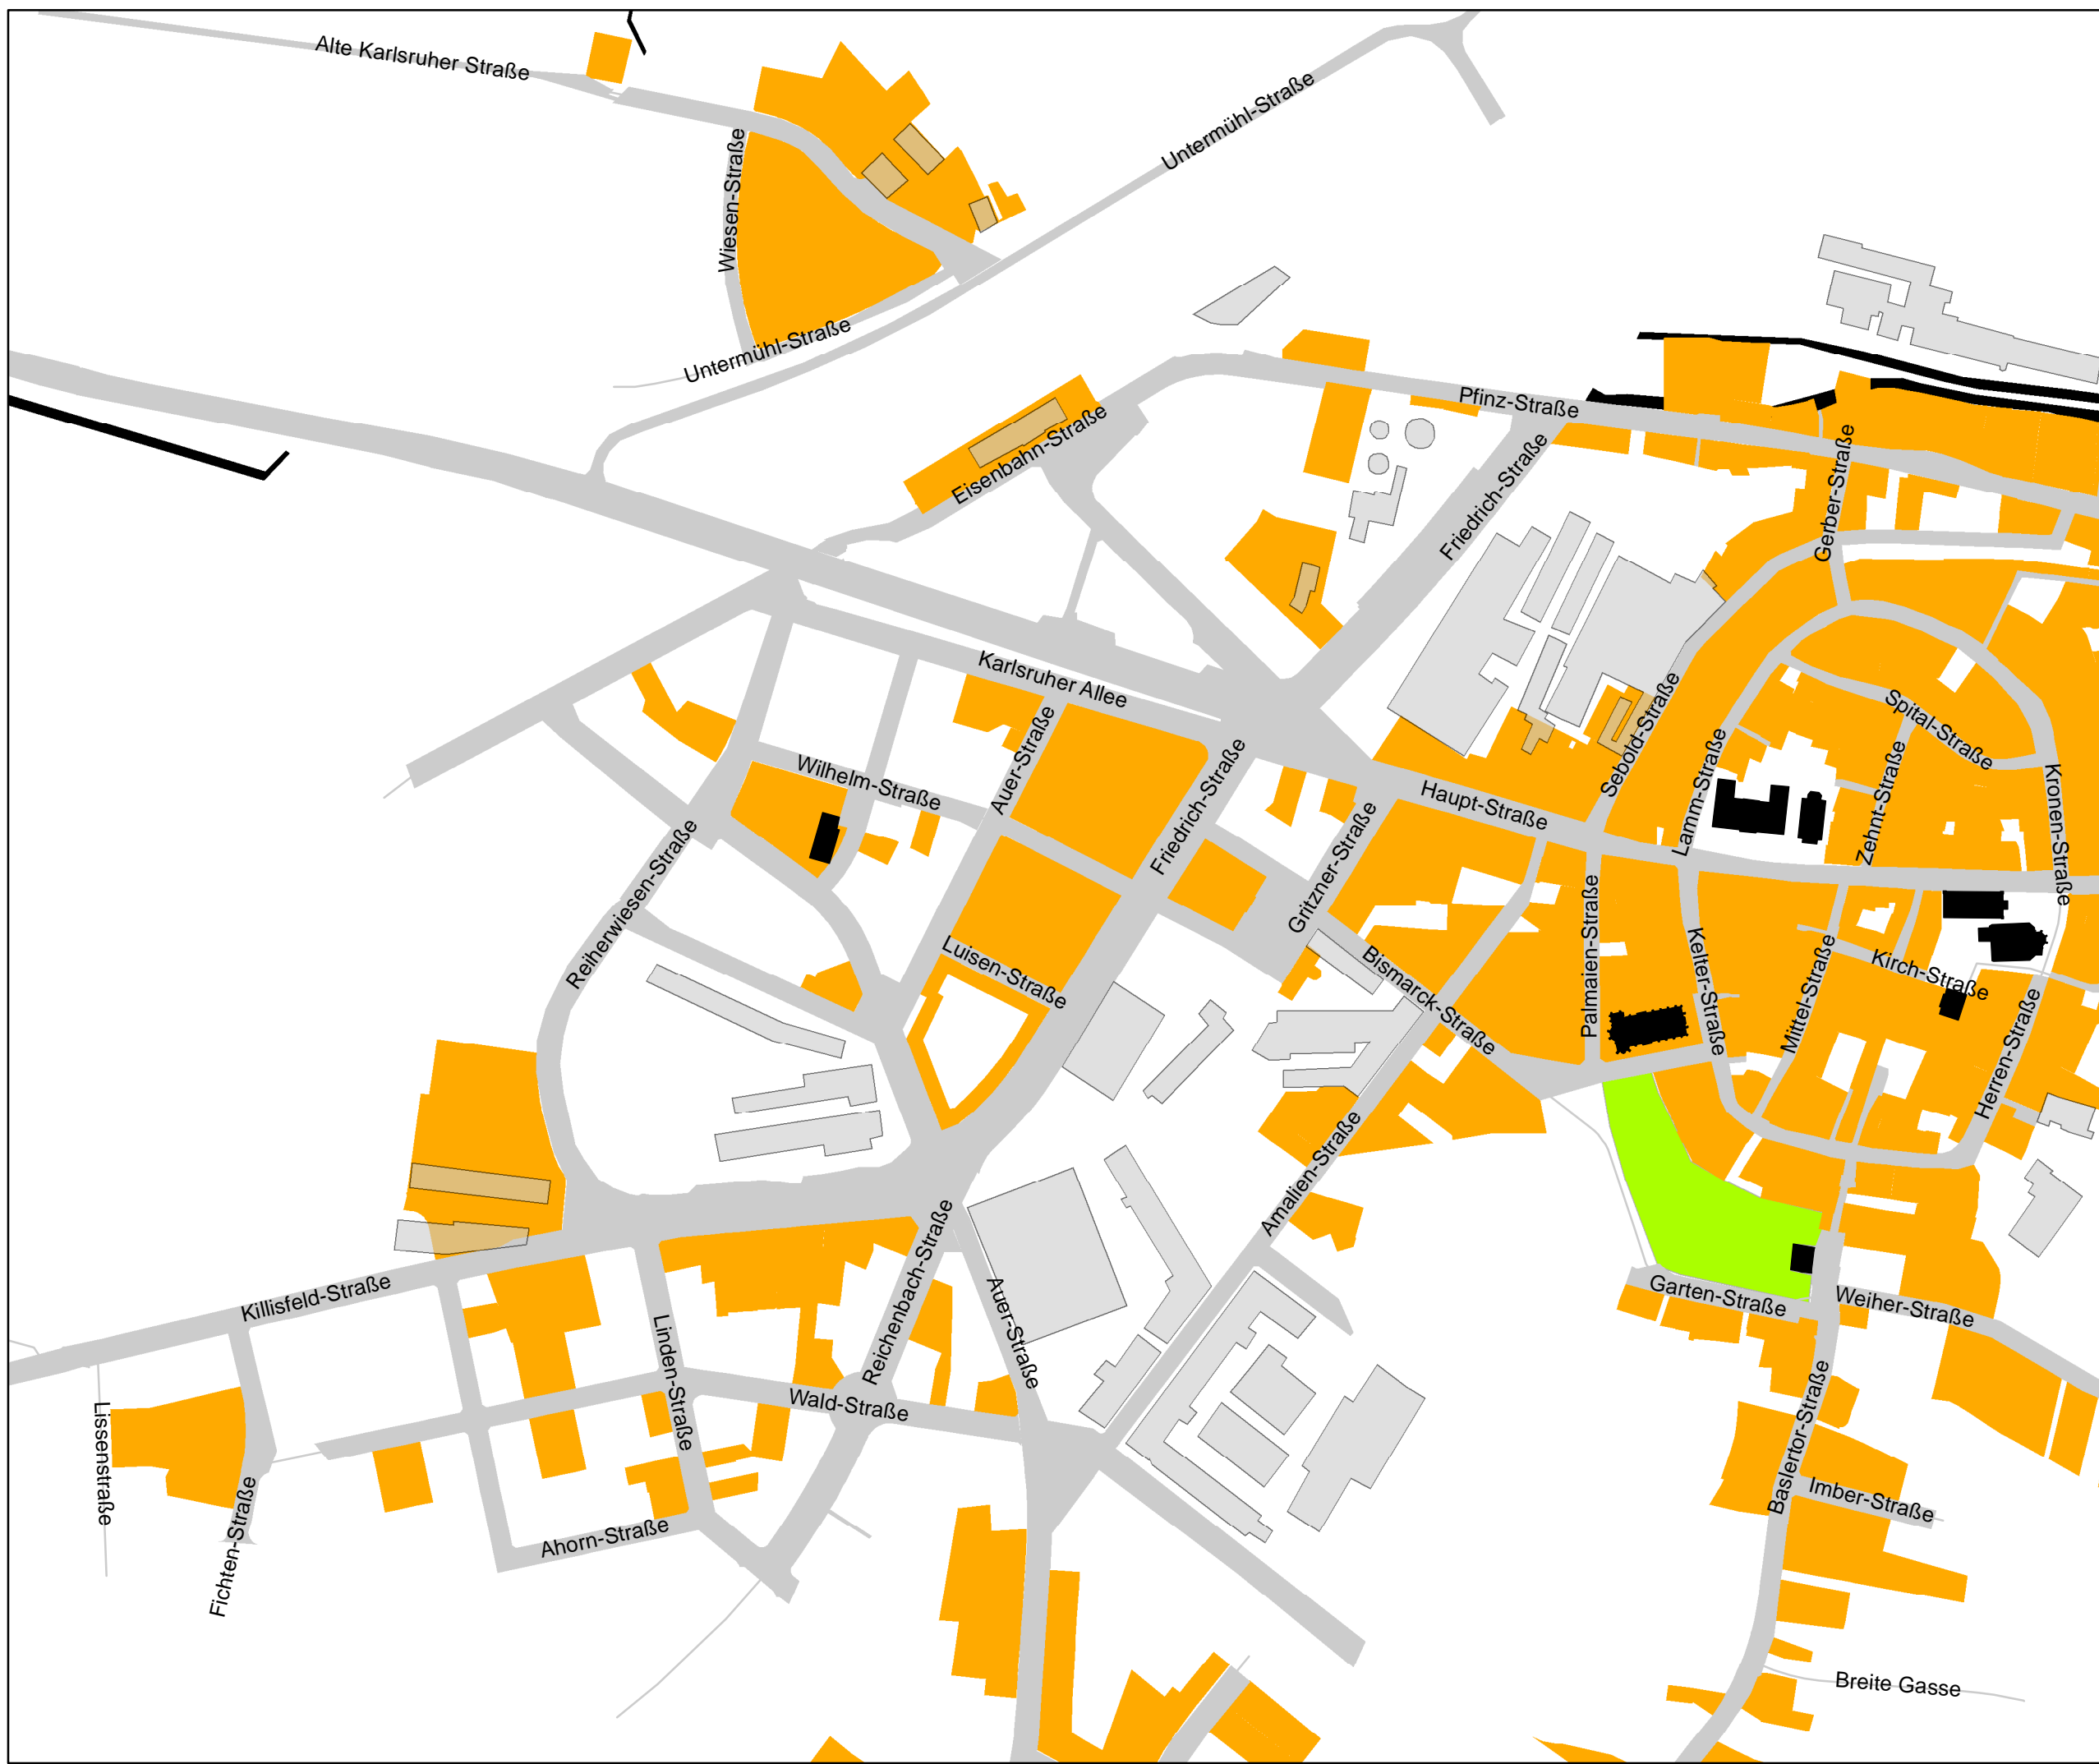 Alte Karlsruher Straße
Untermühl-Straße
Wiesen-Straße
Untermühl-Straße
Eisenbahn-Straße
Pfinz-Straße
Friedrich-Straße
Gerber-Straße
Karlsruher Allee
Auer-Straße
Wilhelm-Straße
Friedrich-Straße
Sebold-Straße
Spital-Straße
Lamm-Straße
Zehnt-Straße
Kronen-Straße
Haupt-Straße
Gritzner-Straße
Reiherwiesen-Straße
Luisen-Straße
Bismarck-Straße
Palmaien-Straße
Kelter-Straße
Mittel-Straße
Kirch-Straße
Herren-Straße
Amalien-Straße
Killisfeld-Straße
Reichenbach-Straße
Auer-Straße
Garten-Straße
Weiher-Straße
Linden-Straße
Wald-Straße
Lissenstraße
Baslertor-Straße
Fichten-Straße
Ahorn-Straße
Imber-Straße
Breite Gasse